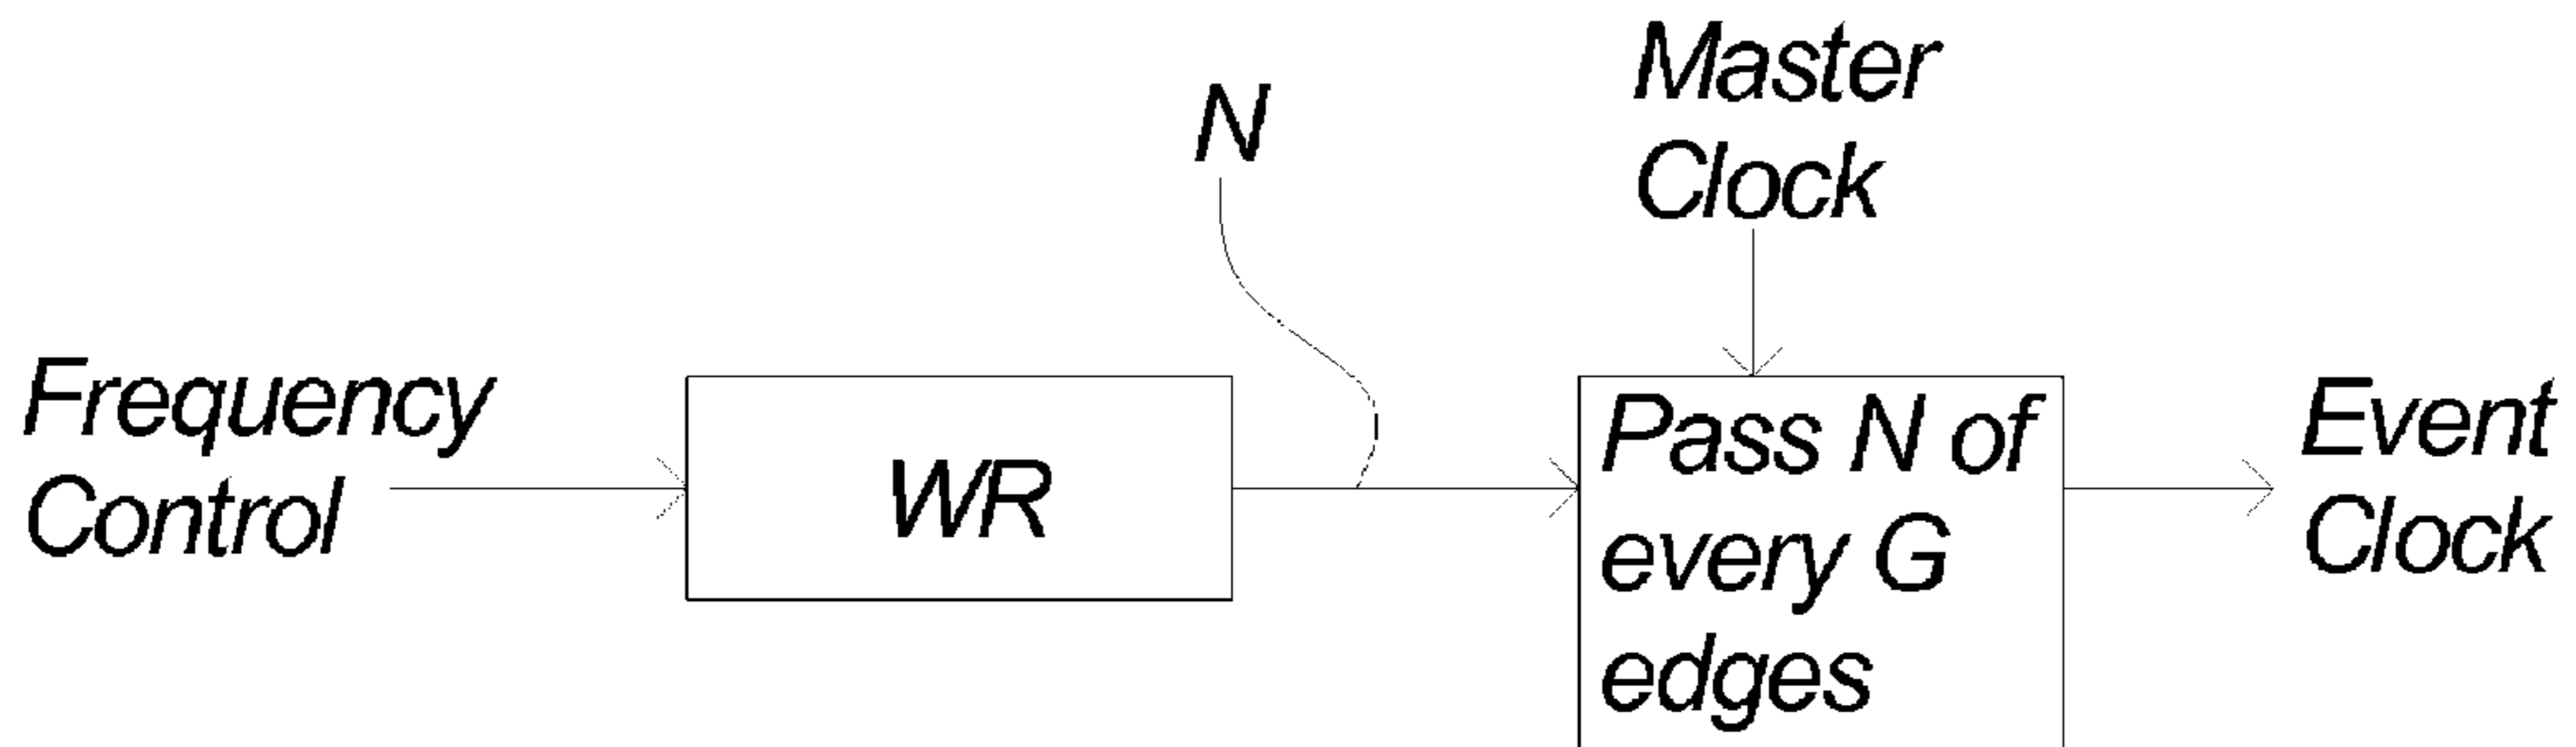 N
Master
Clock
Frequency
Control
WR
Pass N of
every G
edges
Event
Clock